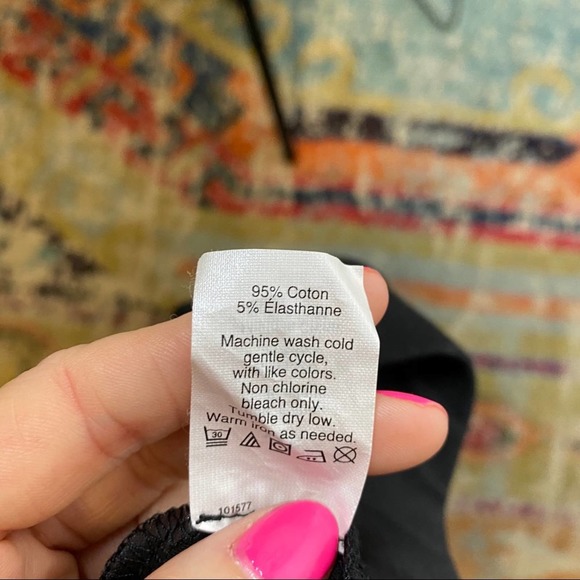 95% Coton
5% Élasthanne
Machine wash cold
gentle cycle,
with like colors.
Non chlorine
bleach only.
Tumble dry low.
Warm iron as needed.
30
101577